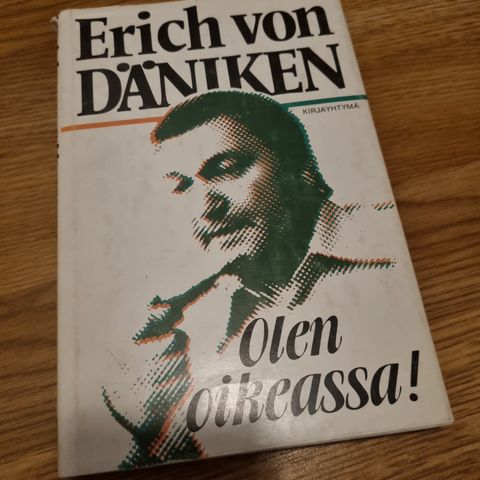 Erich von
DÄNIKEN
KIRJAYHTYMÄ
Olen
oikeassa!